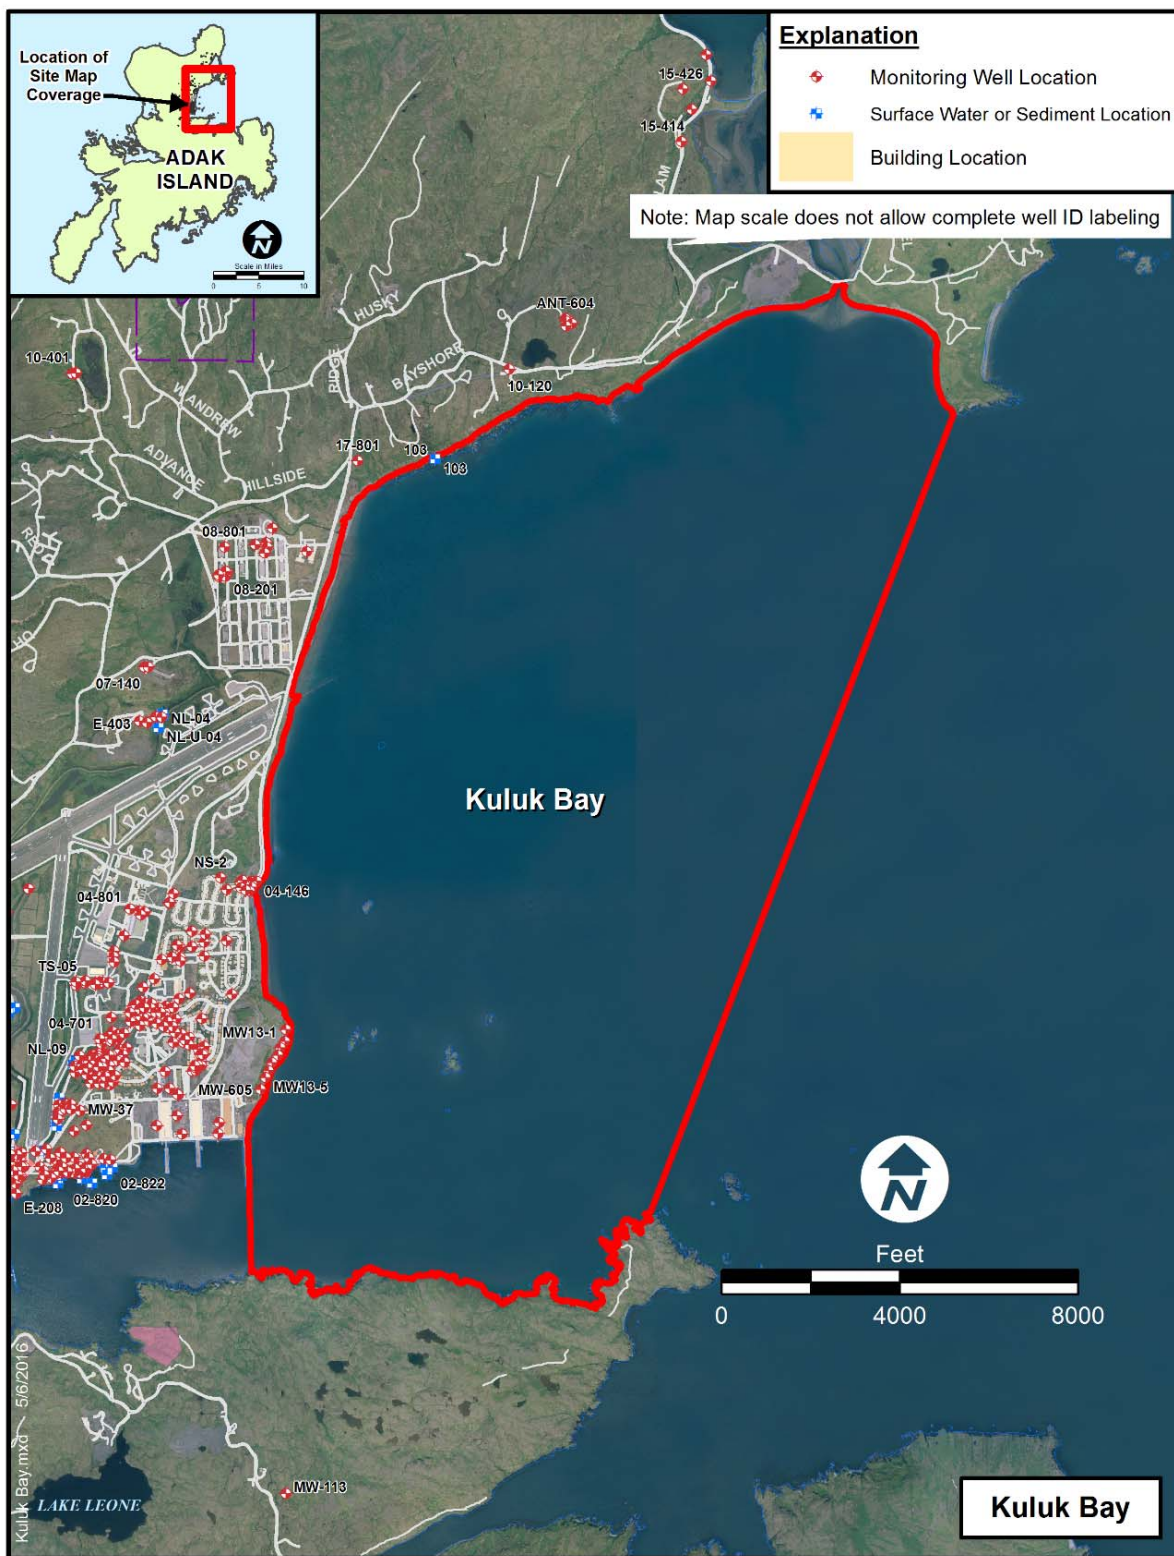 Location of
Site Map
Coverage
ADAK
ISLAND
N
Scale in Miles
0 5 10
Explanation
Monitoring Well Location
Surface Water or Sediment Location
Building Location
Note: Map scale does not allow complete well ID labeling
15-426
15-414
LAM
HUSKY
ANT-604
RIDGE
BAYSHORE
10-401
10-120
W ANDREW
17-801
103
103
ADVANCE
HILLSIDE
08-801
08-201
07-140
E-403
NL-04
NL-U-04
Kuluk Bay
NS-2
04-146
04-801
TS-05
04-701
MW13-1
NL-09
MW-605
MW13-5
MW-37
02-822
02-820
E-208
N
Feet
0 4000 8000
MW-113
LAKE LEONE
Kuluk Bay.mxd 5/6/2016
Kuluk Bay